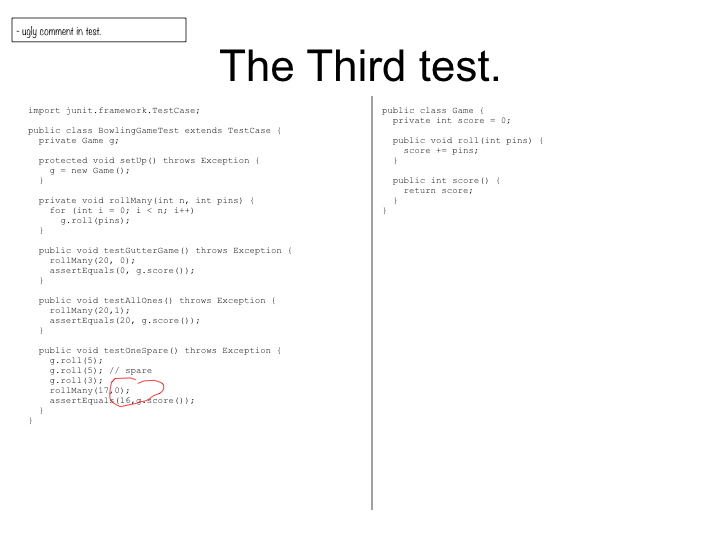 - ugly comment in test.
The Third test.
import junit.framework.TestCase;
public class BowlingGameTest extends TestCase {
private Game g;
protected void setUp() throws Exception {
g = new Game();
}
private void rollMany(int n, int pins) {
for (int i = 0; i < n; i++)
g.roll(pins);
}
public void testGutterGame() throws Exception {
rollMany(20, 0);
assertEquals(0, g.score());
}
public void testAllOnes() throws Exception {
rollMany(20,1);
assertEquals(20, g.score());
}
public void testOneSpare() throws Exception {
g.roll(5);
g.roll(5); // spare
g.roll(3);
rollMany(17,0);
assertEquals(16,g.score());
}
}
public class Game {
private int score = 0;
public void roll(int pins) {
score += pins;
}
public int score() {
return score;
}
}